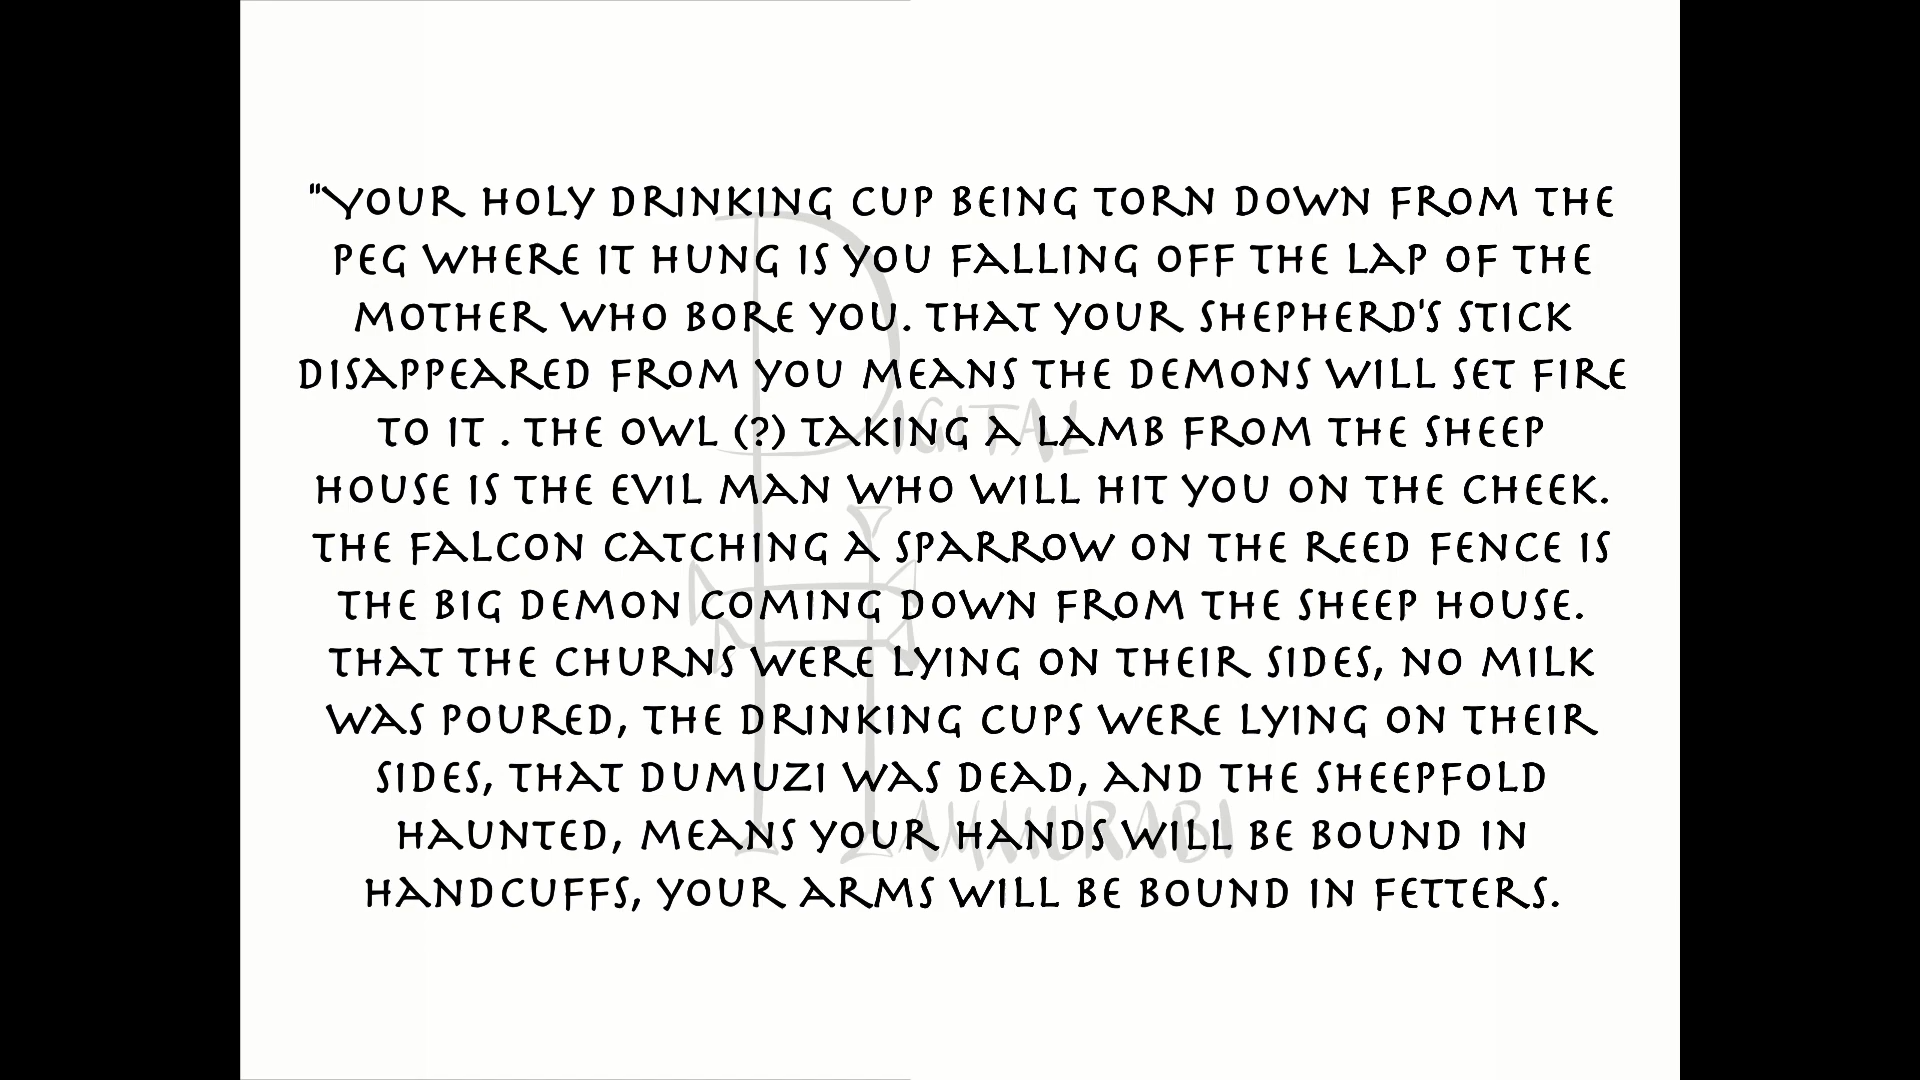 "YOUR HOLY DRINKING CUP BEING TORN DOWN FROM THE
PEG WHERE IT HUNG IS YOU FALLING OFF THE LAP OF THE
MOTHER WHO BORE YOU. THAT YOUR SHEPHERD'S STICK
DISAPPEARED FROM YOU MEANS THE DEMONS WILL SET FIRE
TO IT . THE OWL (?) TAKING A LAMB FROM THE SHEEP
HOUSE IS THE EVIL MAN WHO WILL HIT YOU ON THE CHEEK.
THE FALCON CATCHING A SPARROW ON THE REED FENCE IS
THE BIG DEMON COMING DOWN FROM THE SHEEP HOUSE.
THAT THE CHURNS WERE LYING ON THEIR SIDES, NO MILK
WAS POURED, THE DRINKING CUPS WERE LYING ON THEIR
SIDES, THAT DUMUZI WAS DEAD, AND THE SHEEPFOLD
HAUNTED, MEANS YOUR HANDS WILL BE BOUND IN
HANDCUFFS, YOUR ARMS WILL BE BOUND IN FETTERS.
DIGITAL
HAMMURABI